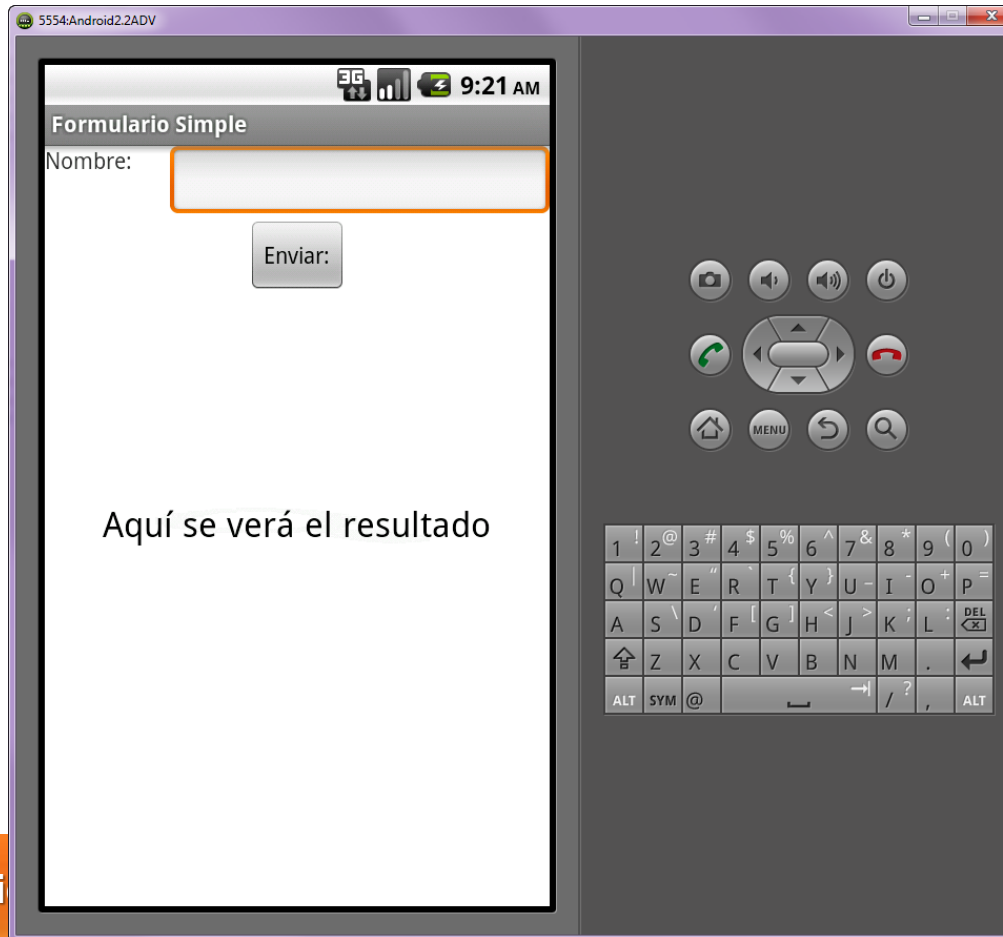 5554:Android2.2ADV
3G 9:21 AM
Formulario Simple
Nombre:
Enviar:
Aquí se verá el resultado
MENU
1 ! 2 @ 3 # 4 $ 5 % 6 ^ 7 & 8 * 9 ( 0 )
Q | W ~ E “ R ` T { Y } U _ I - O + P =
A S \ D ' F [ G ] H < J > K ; L : DEL
Z X C V B N M .
ALT SYM @ / ? , ALT